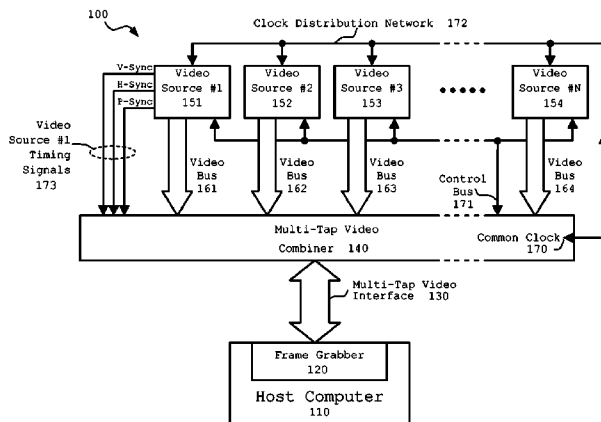 100
Clock Distribution Network 172
V-Sync
H-Sync
P-Sync
Video
Source #1
151
Video
Source #2
152
Video
Source #3
153
Video
Source #N
154
Video
Source #1
Timing
Signals
173
Video
Bus
161
Video
Bus
162
Video
Bus
163
Control
Bus
171
Video
Bus
164
Multi-Tap Video
Combiner 140
Common Clock
170
Multi-Tap Video
Interface 130
Frame Grabber
120
Host Computer
110